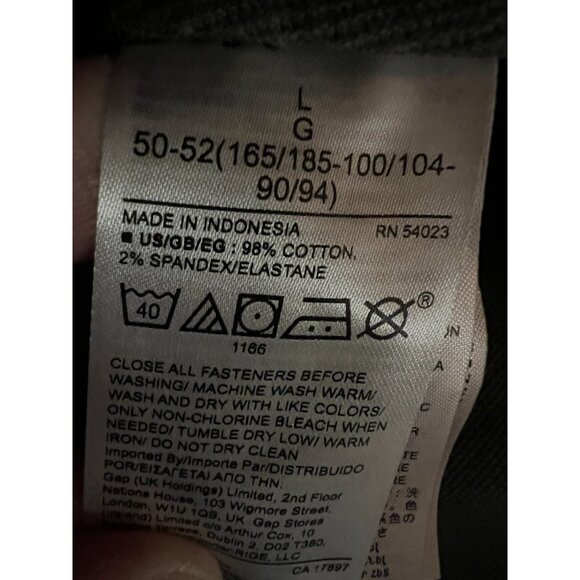 L
G
50-52(165/185-100/104-
90/94)
MADE IN INDONESIA RN 54023
■ US/GB/EG : 98% COTTON,
2% SPANDEX/ELASTANE
40
®
1166
CLOSE ALL FASTENERS BEFORE
WASHING/ MACHINE WASH WARM/
WASH AND DRY WITH LIKE COLORS/
ONLY NON-CHLORINE BLEACH WHEN
NEEDED/ TUMBLE DRY LOW/ WARM
IRON/ DO NOT DRY CLEAN
Imported By/Importe Par/DISTRIBUIDO
POR/ΕΙΣΑΓΕΤΑΙ ΑΠΟ ΤΗΝ:
Gap (UK Holdings) Limited, 2nd Floor
Nations House, 103 Wigmore Street,
London, W1U 1QS, UK Gap Stores
(Ireland) Limited c/o Arthur Cox, 10
Terrace, Dublin 2, D02 T380,
LLC
CA 17897